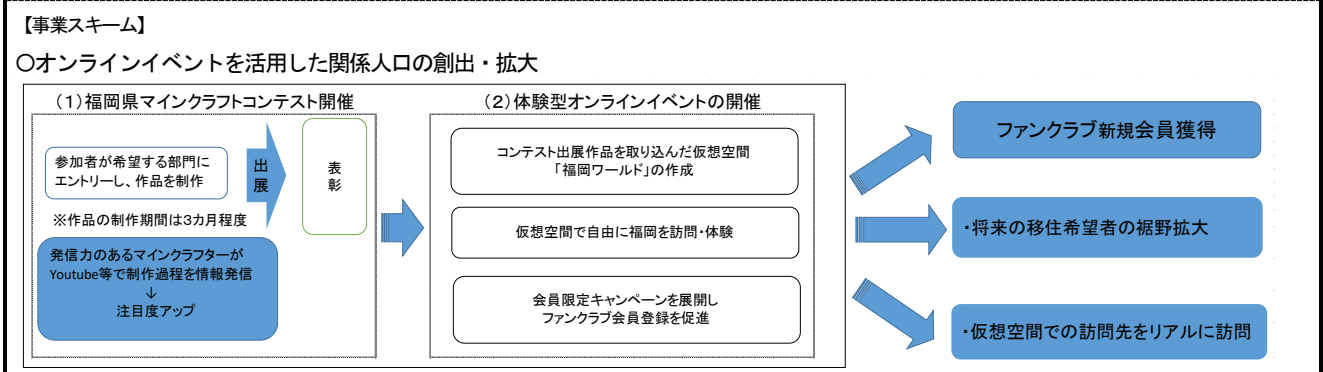 【事業スキーム】
〇オンラインイベントを活用した関係人口の創出・拡大
（１）福岡県マインクラフトコンテスト開催
参加者が希望する部門に
エントリーし、作品を制作
出
展
表
彰
※作品の制作期間は3カ月程度
発信力のあるマインクラフターが
Youtube等で制作過程を情報発信
↓
注目度アップ
（２）体験型オンラインイベントの開催
コンテスト出展作品を取り込んだ仮想空間
「福岡ワールド」の作成
仮想空間で自由に福岡を訪問・体験
会員限定キャンペーンを展開し
ファンクラブ会員登録を促進
ファンクラブ新規会員獲得
・将来の移住希望者の裾野拡大
・仮想空間での訪問先をリアルに訪問